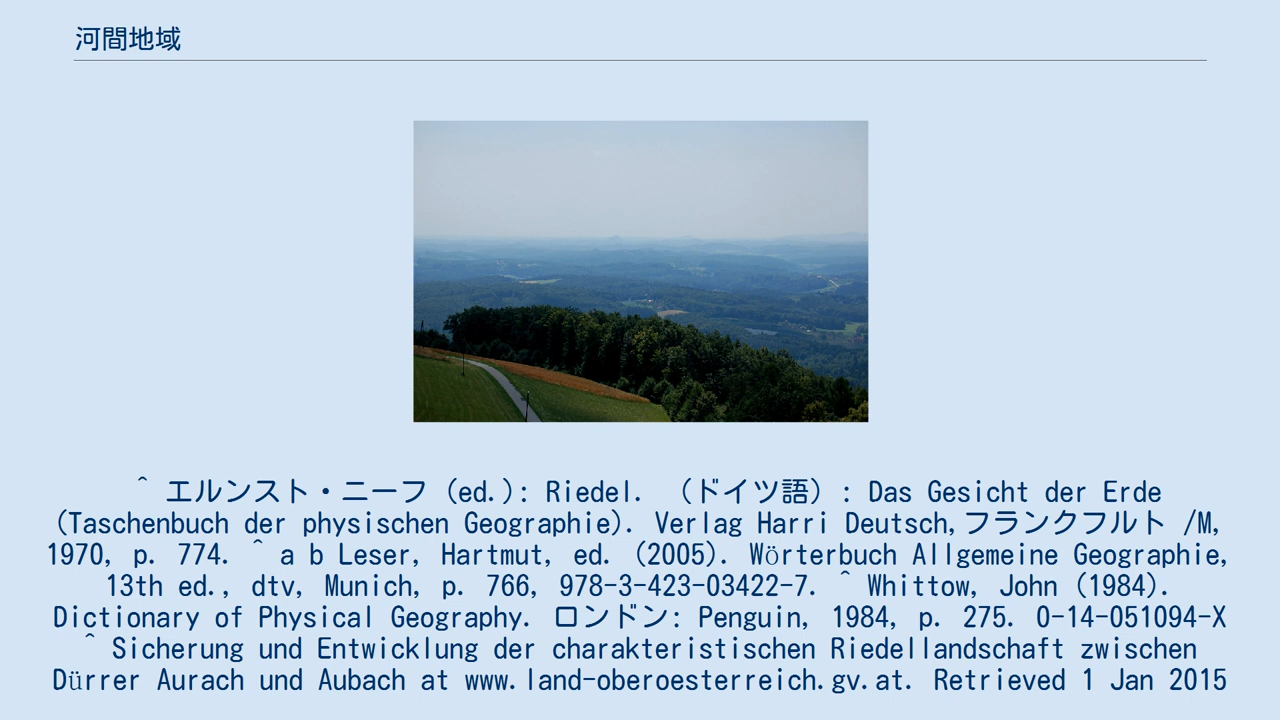 河間地域
^ エルンスト・ニーフ (ed.): Riedel. （ドイツ語）: Das Gesicht der Erde
(Taschenbuch der physischen Geographie). Verlag Harri Deutsch,フランクフルト /M,
1970, p. 774. ^ a b Leser, Hartmut, ed. (2005). Wörterbuch Allgemeine Geographie,
13th ed., dtv, Munich, p. 766, 978-3-423-03422-7. ^ Whittow, John (1984).
Dictionary of Physical Geography. ロンドン: Penguin, 1984, p. 275. 0-14-051094-X
^ Sicherung und Entwicklung der charakteristischen Riedellandschaft zwischen
Dürrer Aurach und Aubach at www.land-oberoesterreich.gv.at. Retrieved 1 Jan 2015